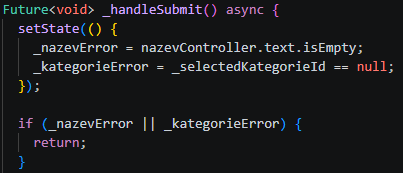 Future<void> _handleSubmit() async {
setState(() {
_nazevError = nazevController.text.isEmpty;
_kategorieError = _selectedKategorieId == null;
});
if (_nazevError || _kategorieError) {
return;
}